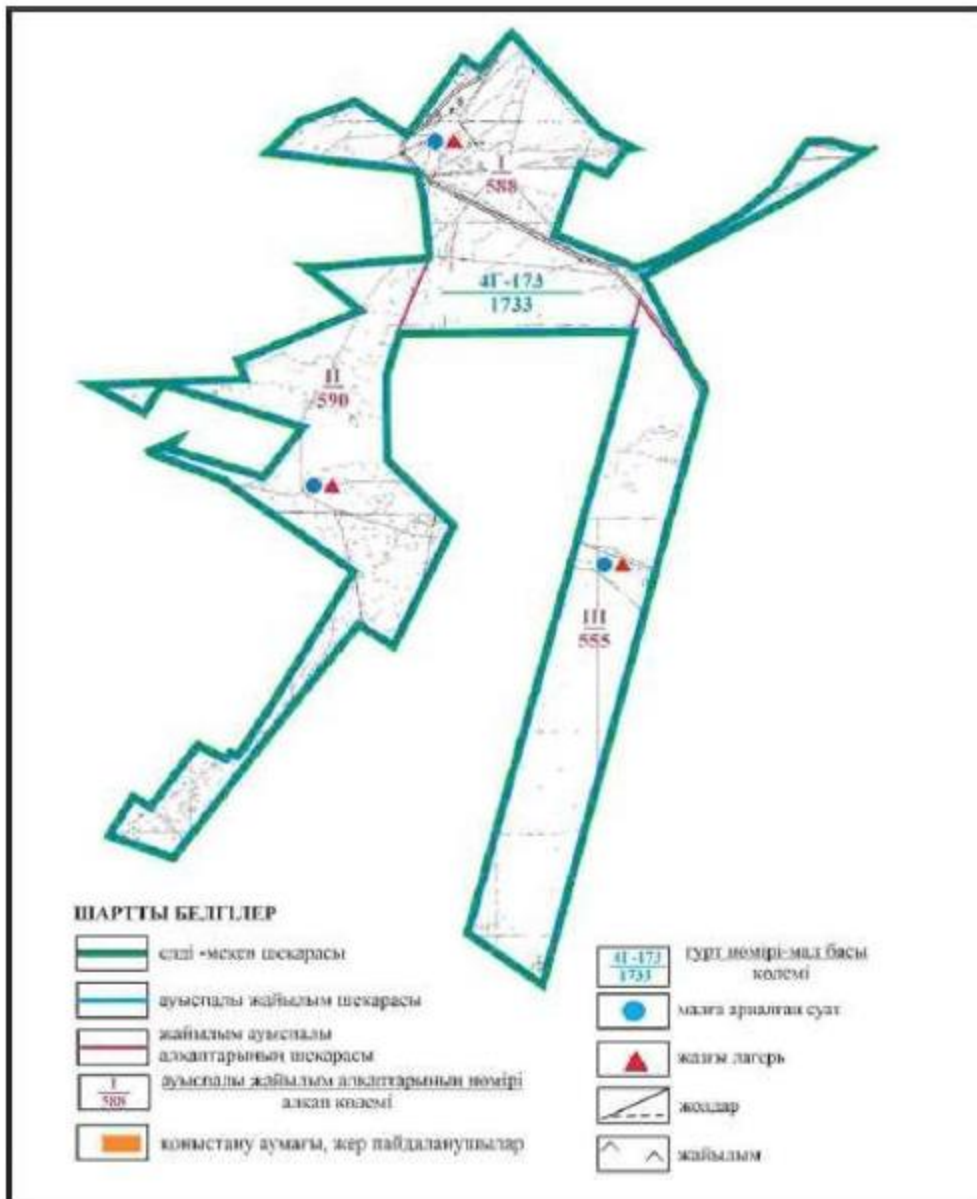 I
588
4Г-173
1733
II
590
III
555
ШАРТТЫ БЕЛГІЛЕР
елді -мекен шекарасы
ауыспалы жайылым шекарасы
жайылым ауыспалы
алқаптарының шекарасы
I
588
ауыспалы жайылым алқаптарының нөмірі
алқап көлемі
қоныстану аумағы, жер пайдаланушылар
4Г-173
1733
гурт нөмірі-мал басы
көлемі
малға арналған суат
жазғы лагерь
жолдар
жайылым